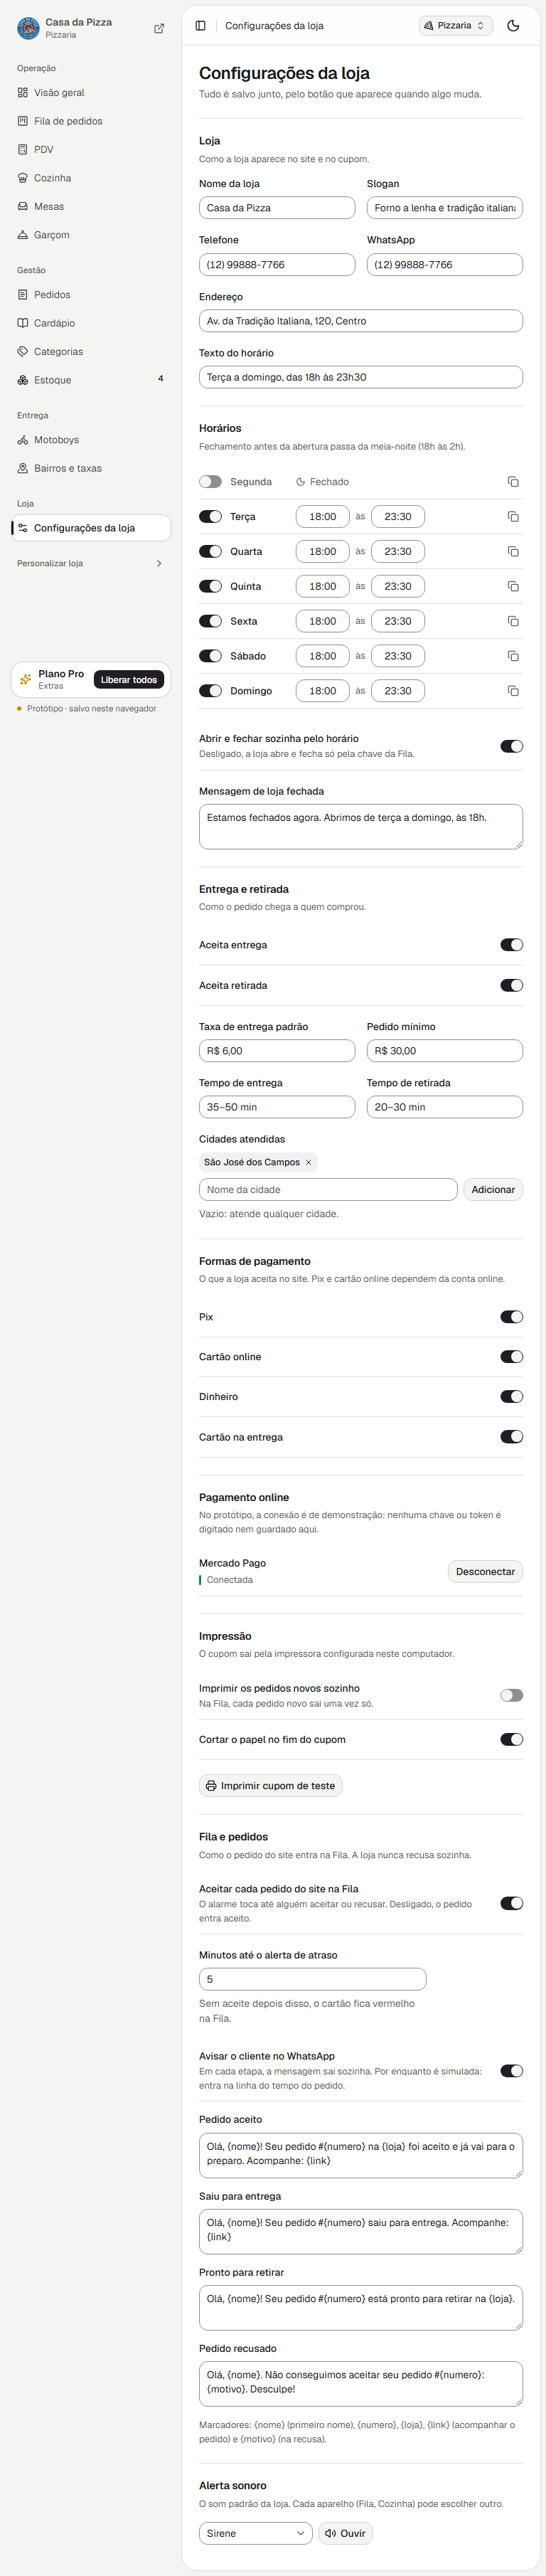 Casa da Pizza
Pizzaria
Operação
Visão geral
Fila de pedidos
PDV
Cozinha
Mesas
Garçom
Gestão
Pedidos
Cardápio
Categorias
Estoque 4
Entrega
Motoboys
Bairros e taxas
Loja
Configurações da loja
Personalizar loja
Plano Pro
Extras
Liberar todos
Protótipo · salvo neste navegador
Configurações da loja
Pizzaria
Configurações da loja
Tudo é salvo junto, pelo botão que aparece quando algo muda.
Loja
Como a loja aparece no site e no cupom.
Nome da loja Slogan
Casa da Pizza Forno a lenha e tradição italiana
Telefone WhatsApp
(12) 99888-7766 (12) 99888-7766
Endereço
Av. da Tradição Italiana, 120, Centro
Texto do horário
Terça a domingo, das 18h às 23h30
Horários
Fechamento antes da abertura passa da meia-noite (18h às 2h).
Segunda Fechado
Terça 18:00 às 23:30
Quarta 18:00 às 23:30
Quinta 18:00 às 23:30
Sexta 18:00 às 23:30
Sábado 18:00 às 23:30
Domingo 18:00 às 23:30
Abrir e fechar sozinha pelo horário
Desligado, a loja abre e fecha só pela chave da Fila.
Mensagem de loja fechada
Estamos fechados agora. Abrimos de terça a domingo, às 18h.
Entrega e retirada
Como o pedido chega a quem comprou.
Aceita entrega
Aceita retirada
Taxa de entrega padrão Pedido mínimo
R$ 6,00 R$ 30,00
Tempo de entrega Tempo de retirada
35–50 min 20–30 min
Cidades atendidas
São José dos Campos ×
Nome da cidade Adicionar
Vazio: atende qualquer cidade.
Formas de pagamento
O que a loja aceita no site. Pix e cartão online dependem da conta online.
Pix
Cartão online
Dinheiro
Cartão na entrega
Pagamento online
No protótipo, a conexão é de demonstração: nenhuma chave ou token é
digitado nem guardado aqui.
Mercado Pago
Conectada
Desconectar
Impressão
O cupom sai pela impressora configurada neste computador.
Imprimir os pedidos novos sozinho
Na Fila, cada pedido novo sai uma vez só.
Cortar o papel no fim do cupom
Imprimir cupom de teste
Fila e pedidos
Como o pedido do site entra na Fila. A loja nunca recusa sozinha.
Aceitar cada pedido do site na Fila
O alarme toca até alguém aceitar ou recusar. Desligado, o pedido
entra aceito.
Minutos até o alerta de atraso
5
Sem aceite depois disso, o cartão fica vermelho
na Fila.
Avisar o cliente no WhatsApp
Em cada etapa, a mensagem sai sozinha. Por enquanto é simulada:
entra na linha do tempo do pedido.
Pedido aceito
Olá, {nome}! Seu pedido #{numero} na {loja} foi aceito e já vai para o
preparo. Acompanhe: {link}
Saiu para entrega
Olá, {nome}! Seu pedido #{numero} saiu para entrega. Acompanhe:
{link}
Pronto para retirar
Olá, {nome}! Seu pedido #{numero} está pronto para retirar na {loja}.
Pedido recusado
Olá, {nome}. Não conseguimos aceitar seu pedido #{numero}:
{motivo}. Desculpe!
Marcadores: {nome} (primeiro nome), {numero}, {loja}, {link} (acompanhar o
pedido) e {motivo} (na recusa).
Alerta sonoro
O som padrão da loja. Cada aparelho (Fila, Cozinha) pode escolher outro.
Sirene Ouvir